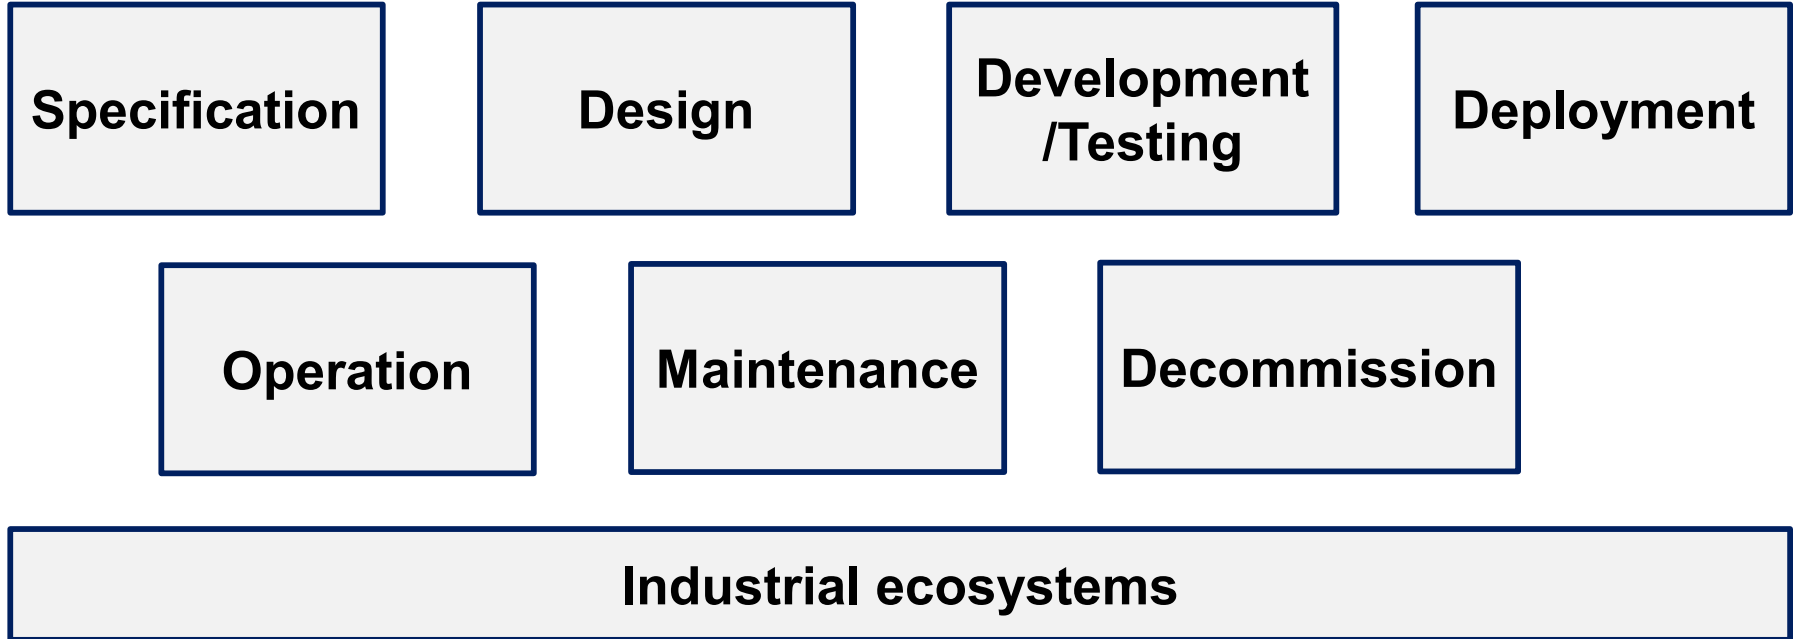 Specification
Design
Development
/Testing
Deployment
Operation
Maintenance
Decommission
Industrial ecosystems